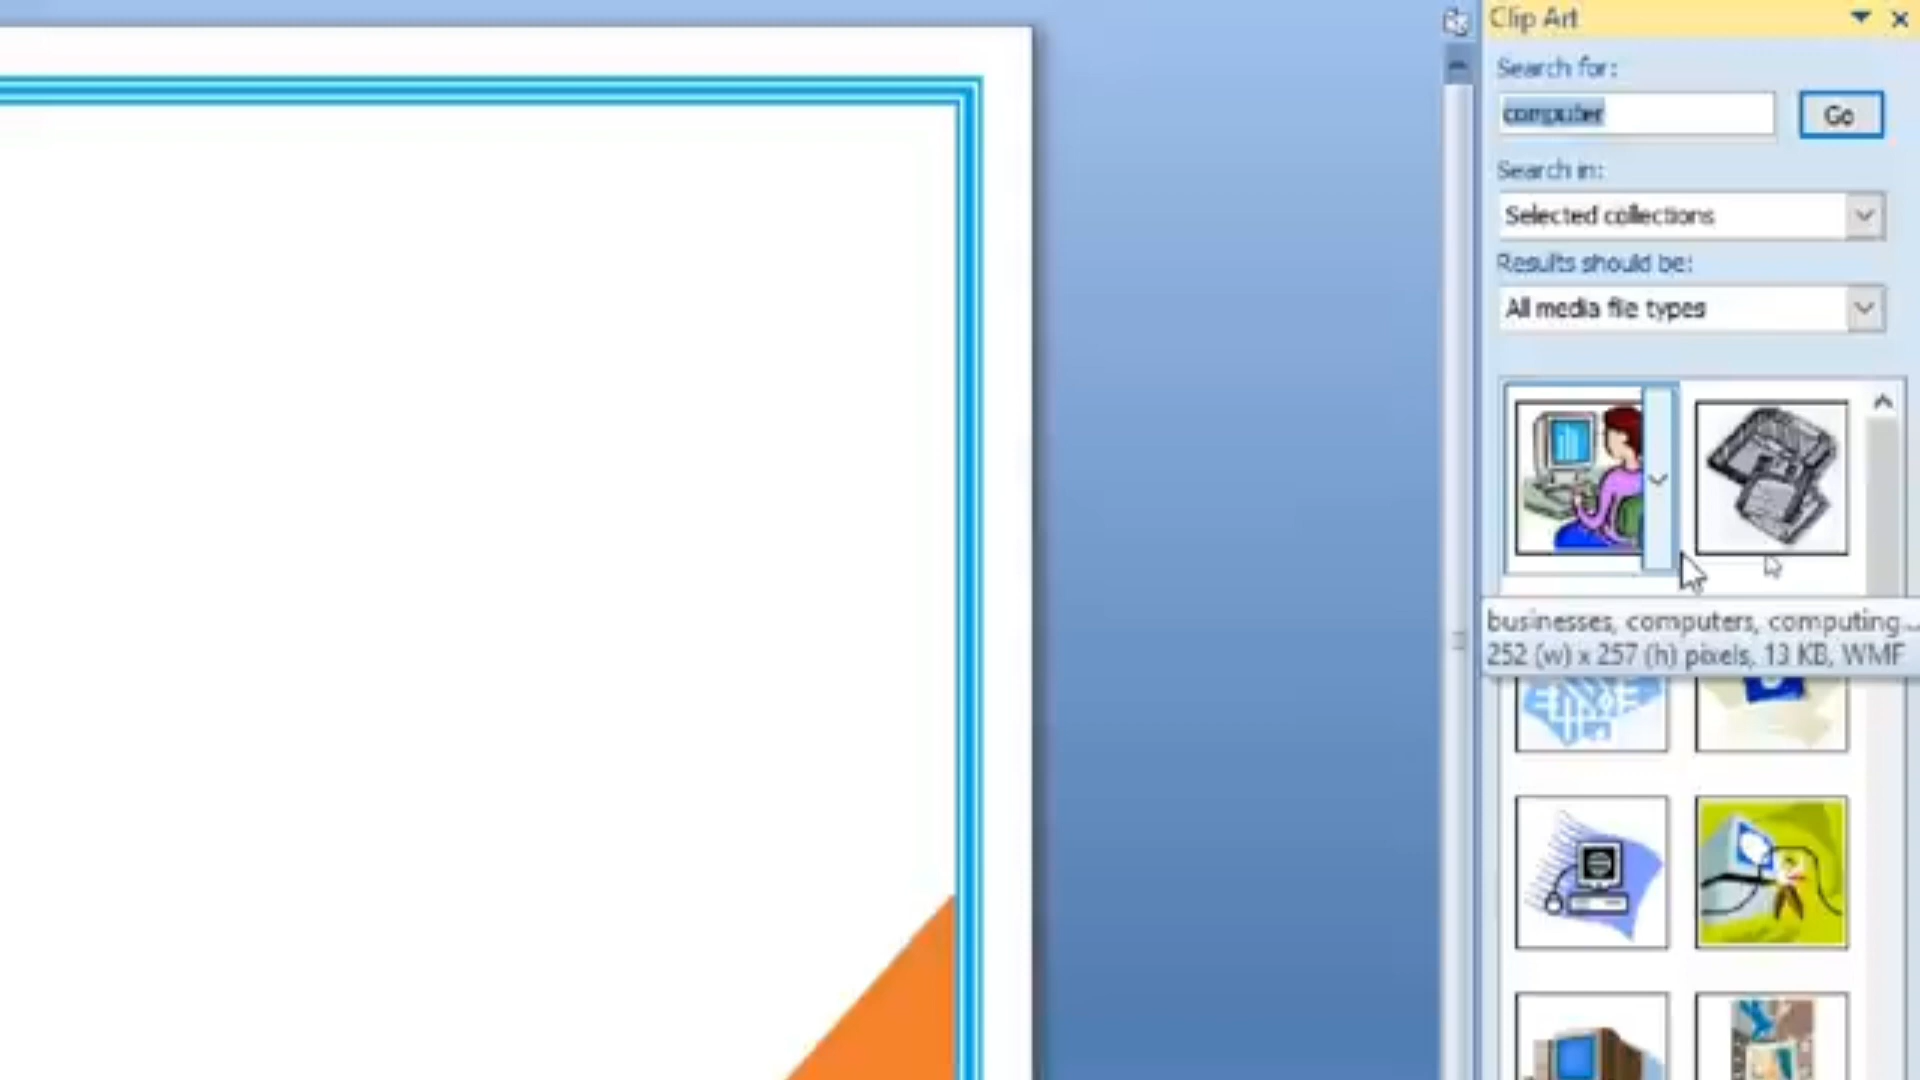 Clip Art
Search for:
computer
Go
Search in:
Selected collections
Results should be:
All media file types
businesses, computers, computing...
252 (w) x 257 (h) pixels, 13 KB, WMF